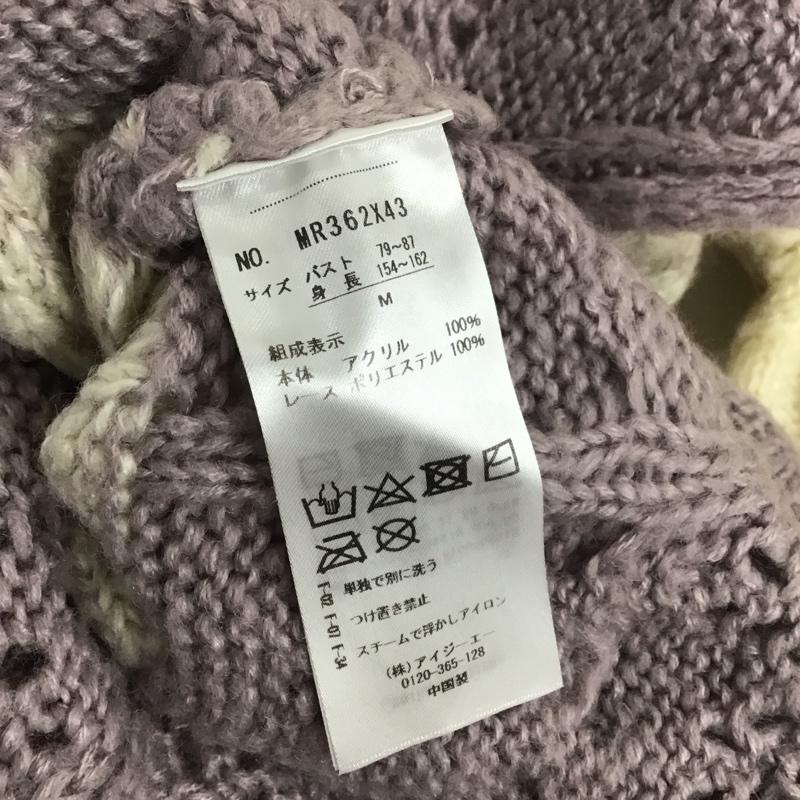 NO. MR362X43
サイズ バスト 79~87
身長 154~162
M
組成表示
本体 アクリル 100%
レース ポリエステル 100%
単独で別に洗う
つけ置き禁止
スチームで浮かしアイロン
F-02 F-07 F-34
(株)アイジーエー
0120-365-128
中国製